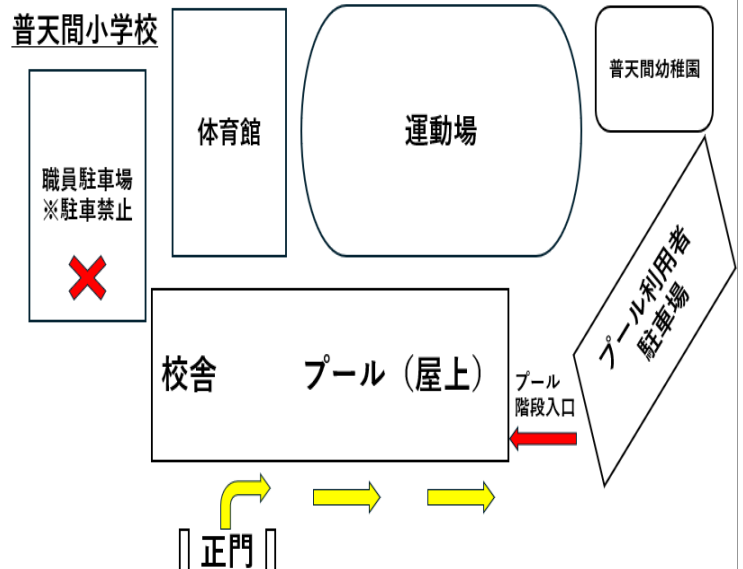 普天間小学校
体育館
運動場
普天間幼稚園
職員駐車場
※駐車禁止
プール利用者
駐車場
校舎
プール（屋上）
プール
階段入口
正門